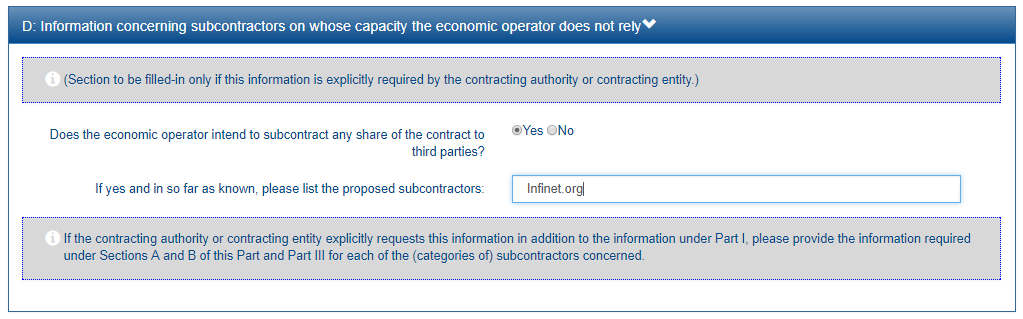 D: Information concerning subcontractors on whose capacity the economic operator does not rely
(Section to be filled-in only if this information is explicitly required by the contracting authority or contracting entity.)
Does the economic operator intend to subcontract any share of the contract to
third parties?
Yes No
If yes and in so far as known, please list the proposed subcontractors:
Infinet.org
If the contracting authority or contracting entity explicitly requests this information in addition to the information under Part I, please provide the information required
under Sections A and B of this Part and Part III for each of the (categories of) subcontractors concerned.